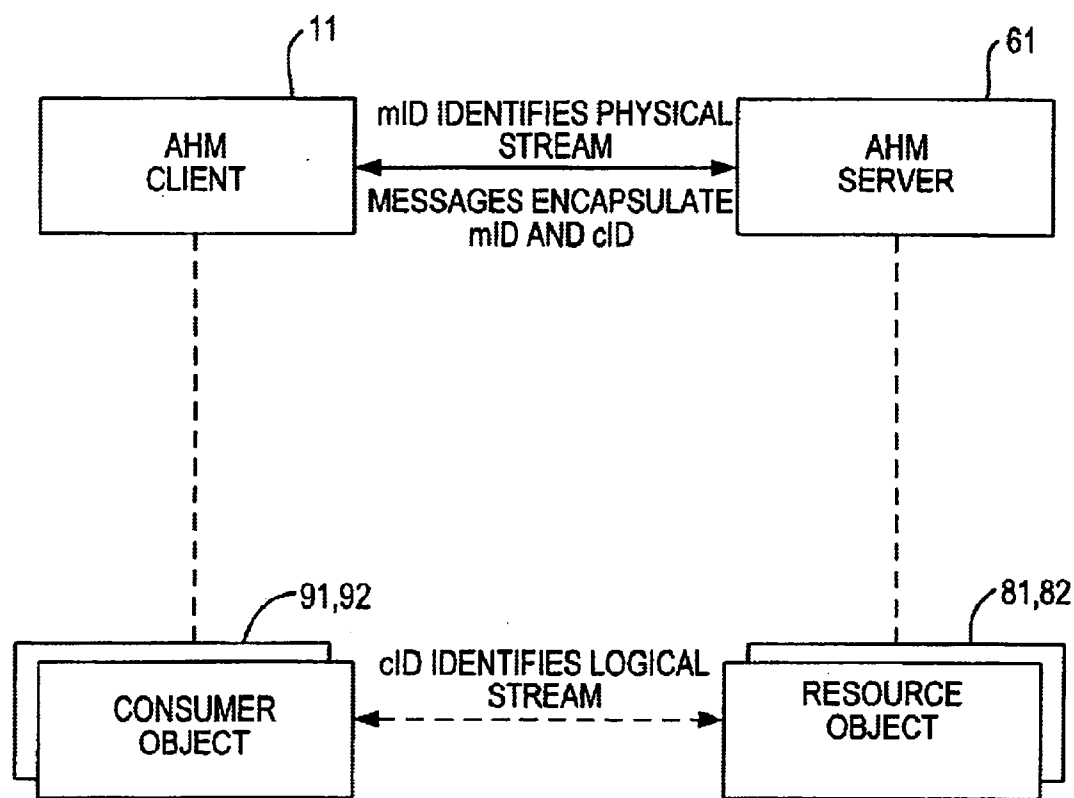 11
61
AHM
CLIENT
mID IDENTIFIES PHYSICAL
STREAM
MESSAGES ENCAPSULATE
mID AND cID
AHM
SERVER
91,92
81,82
CONSUMER
OBJECT
cID IDENTIFIES LOGICAL
STREAM
RESOURCE
OBJECT